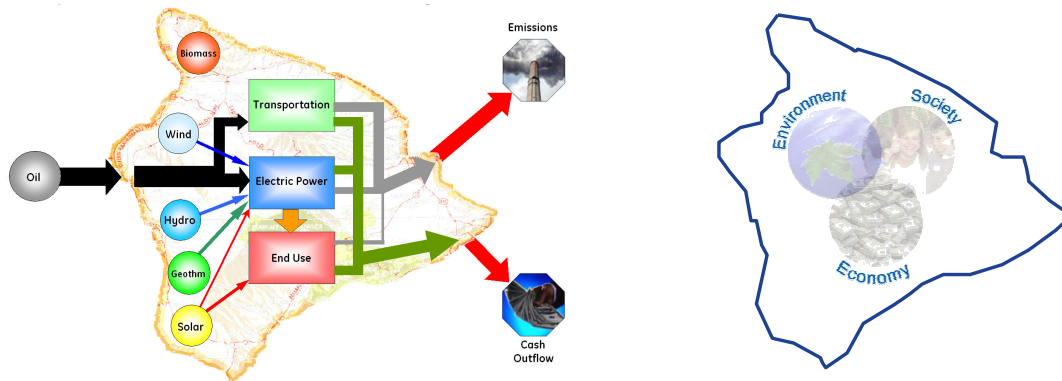 Emissions
Biomass
Transportation
Wind
Oil
Electric Power
Hydro
End Use
Geothm
Solar
Cash
Outflow
Environment
Society
Economy